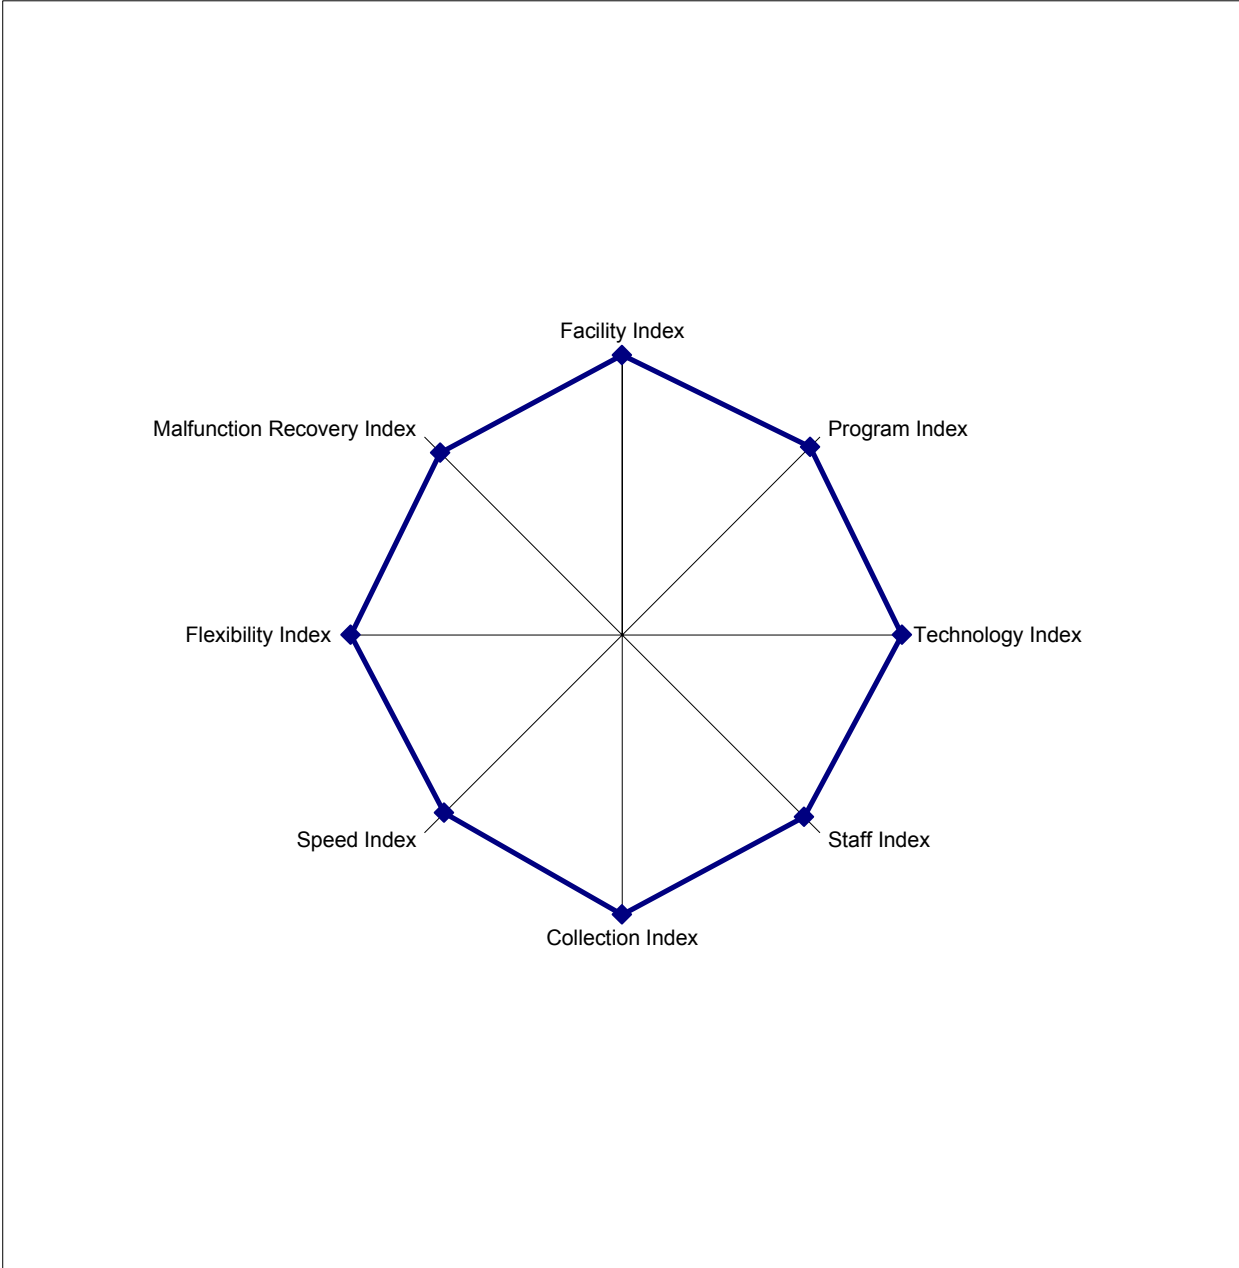 Facility Index
Malfunction Recovery Index
Program Index
Flexibility Index
Technology Index
Speed Index
Staff Index
Collection Index